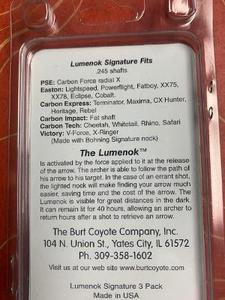 Lumenok Signature Fits
.245 shafts
PSE: Carbon Force radial X
Easton: Lightspeed, Powerflight, Fatboy, XX75,
XX78, Eclipse, Cobalt.
Carbon Express: Terminator, Maxima, CX Hunter,
Heritage, Rebel
Carbon Impact: Fat shaft
Carbon Tech: Cheetah, Whitetail, Rhino, Safari
Victory: V-Force, X-Ringer
(Made with Bohning Signature nock)
The Lumenok™
Is activated by the force applied to it at the release
of the arrow. The archer is able to follow the path of
his arrow to his target. In the case of an errant shot,
the lighted nock will make finding your arrow much
easier, saving time and the cost of the arrow. The
Lumenok is visible for great distances in the dark.
It can remain lit for 40 hours, allowing an archer to
return hours after a shot to retrieve an arrow.
The Burt Coyote Company, Inc.
104 N. Union St., Yates City, IL 61572
Ph. 309-358-1602
Visit us at our web site www.burtcoyote.com
Lumenok Signature 3 Pack
Made in USA